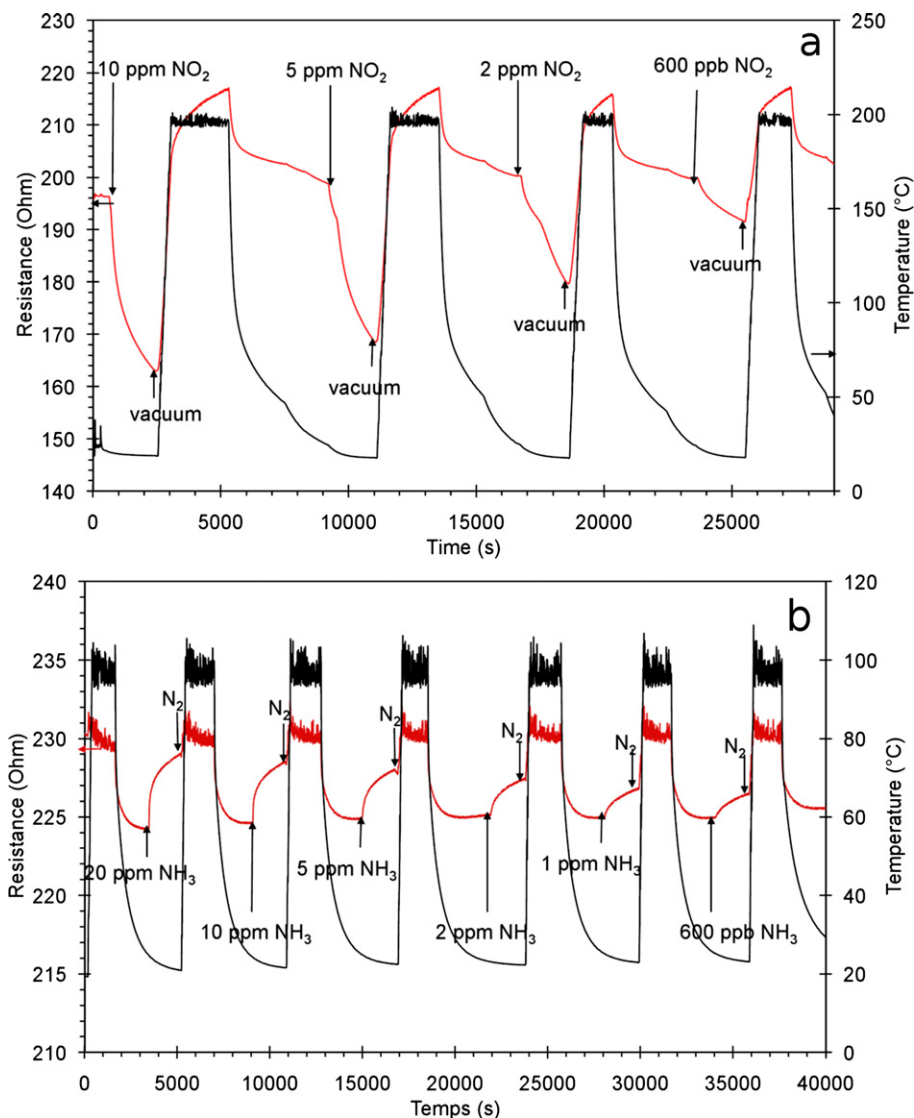 a
10 ppm NO₂
5 ppm NO₂
2 ppm NO₂
600 ppb NO₂
vacuum
vacuum
vacuum
vacuum
230
220
210
200
190
180
170
160
150
140
Resistance (Ohm)
250
200
150
100
50
0
Temperature (°C)
0 5000 10000 15000 20000 25000
Time (s)
b
N₂ N₂ N₂ N₂ N₂ N₂
20 ppm NH₃
10 ppm NH₃
5 ppm NH₃
2 ppm NH₃
1 ppm NH₃
600 ppb NH₃
240
235
230
225
220
215
210
Resistance (Ohm)
120
100
80
60
40
20
0
Temperature (°C)
0 5000 10000 15000 20000 25000 30000 35000 40000
Temps (s)